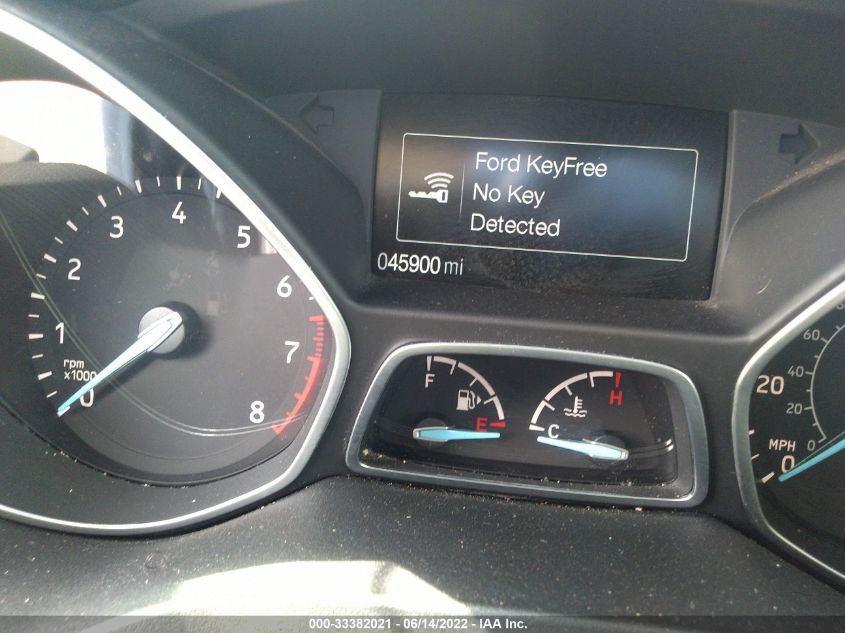 Ford KeyFree
No Key
Detected
045900 mi
0 1 2 3 4 5 6 7 8
rpm
x1000
F
E
C
H
0 20
MPH
0 20 40 60
000-33382021 - 06/14/2022 - IAA Inc.